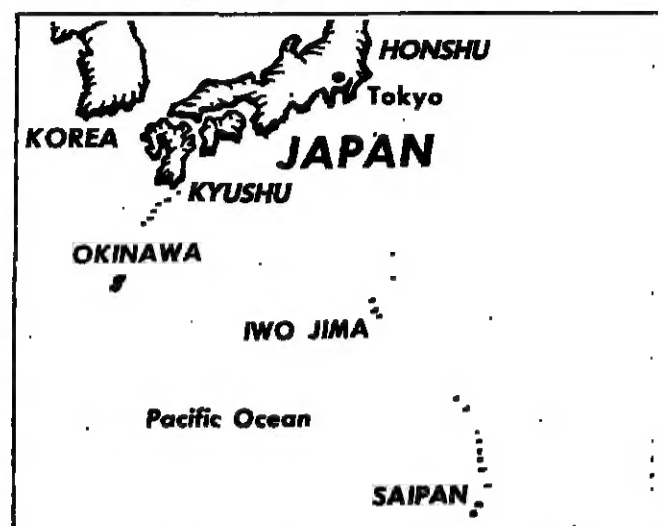 HONSHU
Tokyo
KOREA
JAPAN
KYUSHU
OKINAWA
IWO JIMA
Pacific Ocean
SAIPAN